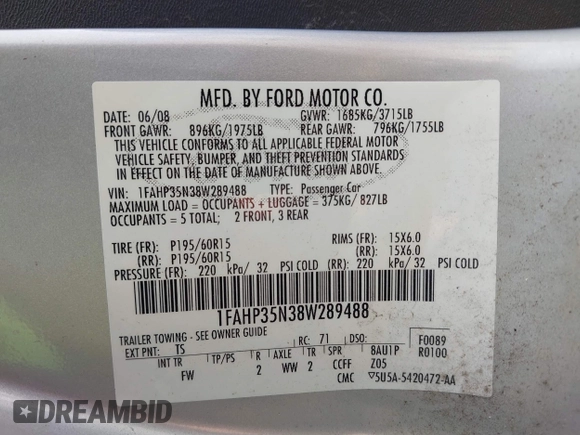 MFD. BY FORD MOTOR CO.
DATE: 06/08 GVWR: 1685KG/3715LB
FRONT GAWR: 896KG/1975LB REAR GAWR: 796KG/1755LB
THIS VEHICLE CONFORMS TO ALL APPLICABLE FEDERAL MOTOR
VEHICLE SAFETY, BUMPER, AND THEFT PREVENTION STANDARDS
IN EFFECT ON THE DATE OF MANUFACTURE SHOWN ABOVE.
VIN: 1FAHP35N38W289488 TYPE: Passenger Car
MAXIMUM LOAD = OCCUPANTS + LUGGAGE = 375KG/ 827LB
OCCUPANTS = 5 TOTAL; 2 FRONT, 3 REAR
TIRE (FR): P195/60R15 RIMS (FR): 15X6.0
(RR): P195/60R15 (RR): 15X6.0
PRESSURE (FR): 220 kPa/ 32 PSI COLD (RR): 220 kPa/ 32 PSI COLD
1FAHP35N38W289488
TRAILER TOWING - SEE OWNER GUIDE RC: 71 DSO: F0089
EXT PNT: TS R0100
INT TR R AXLE TR SPR BAU1P
FW 2 WW 2 CCFF Z05
CMC ▽5U5A-5420472-AA
DREAMBID